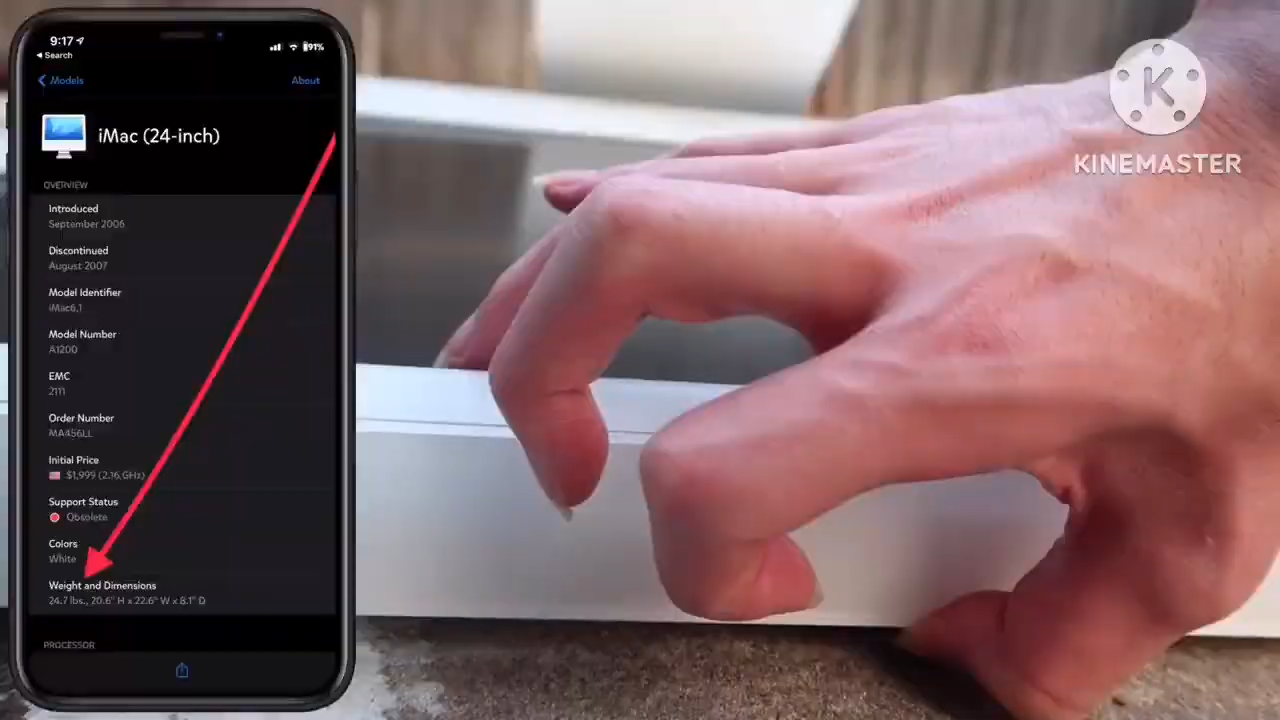 9:17
91%
Search
Models
About
iMac (24-inch)
OVERVIEW
Introduced
September 2006
Discontinued
August 2007
Model Identifier
iMac6,1
Model Number
A1200
EMC
2111
Order Number
MA456LL
Initial Price
$1,999 (2.16 GHz)
Support Status
Obsolete
Colors
White
Weight and Dimensions
24.7 lbs., 20.6" H x 22.6" W x 8.1" D
PROCESSOR
K
KINEMASTER